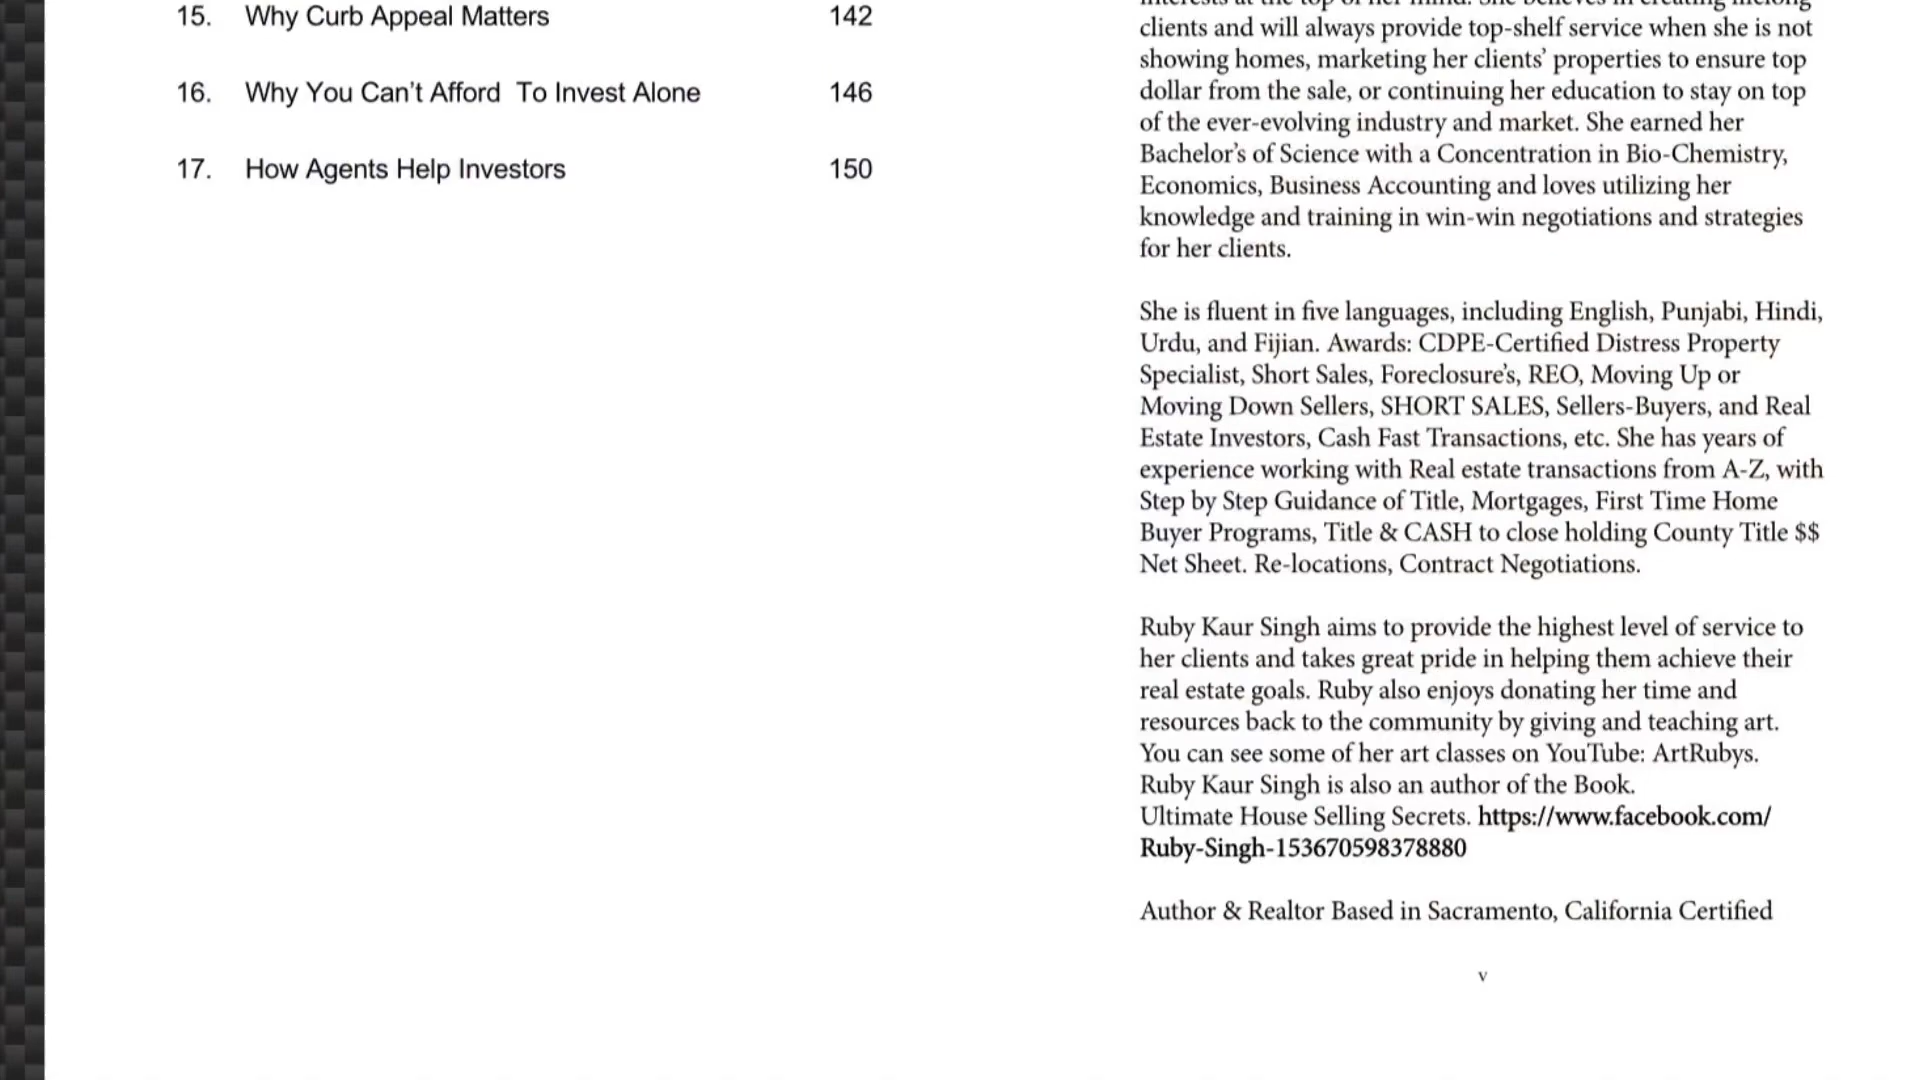 15. Why Curb Appeal Matters 142
16. Why You Can't Afford To Invest Alone 146
17. How Agents Help Investors 150
clients and will always provide top-shelf service when she is not
showing homes, marketing her clients’ properties to ensure top
dollar from the sale, or continuing her education to stay on top
of the ever-evolving industry and market. She earned her
Bachelor’s of Science with a Concentration in Bio-Chemistry,
Economics, Business Accounting and loves utilizing her
knowledge and training in win-win negotiations and strategies
for her clients.
She is fluent in five languages, including English, Punjabi, Hindi,
Urdu, and Fijian. Awards: CDPE-Certified Distress Property
Specialist, Short Sales, Foreclosure’s, REO, Moving Up or
Moving Down Sellers, SHORT SALES, Sellers-Buyers, and Real
Estate Investors, Cash Fast Transactions, etc. She has years of
experience working with Real estate transactions from A-Z, with
Step by Step Guidance of Title, Mortgages, First Time Home
Buyer Programs, Title & CASH to close holding County Title $$
Net Sheet. Re-locations, Contract Negotiations.
Ruby Kaur Singh aims to provide the highest level of service to
her clients and takes great pride in helping them achieve their
real estate goals. Ruby also enjoys donating her time and
resources back to the community by giving and teaching art.
You can see some of her art classes on YouTube: ArtRubys.
Ruby Kaur Singh is also an author of the Book.
Ultimate House Selling Secrets. https://www.facebook.com/
Ruby-Singh-153670598378880
Author & Realtor Based in Sacramento, California Certified
v